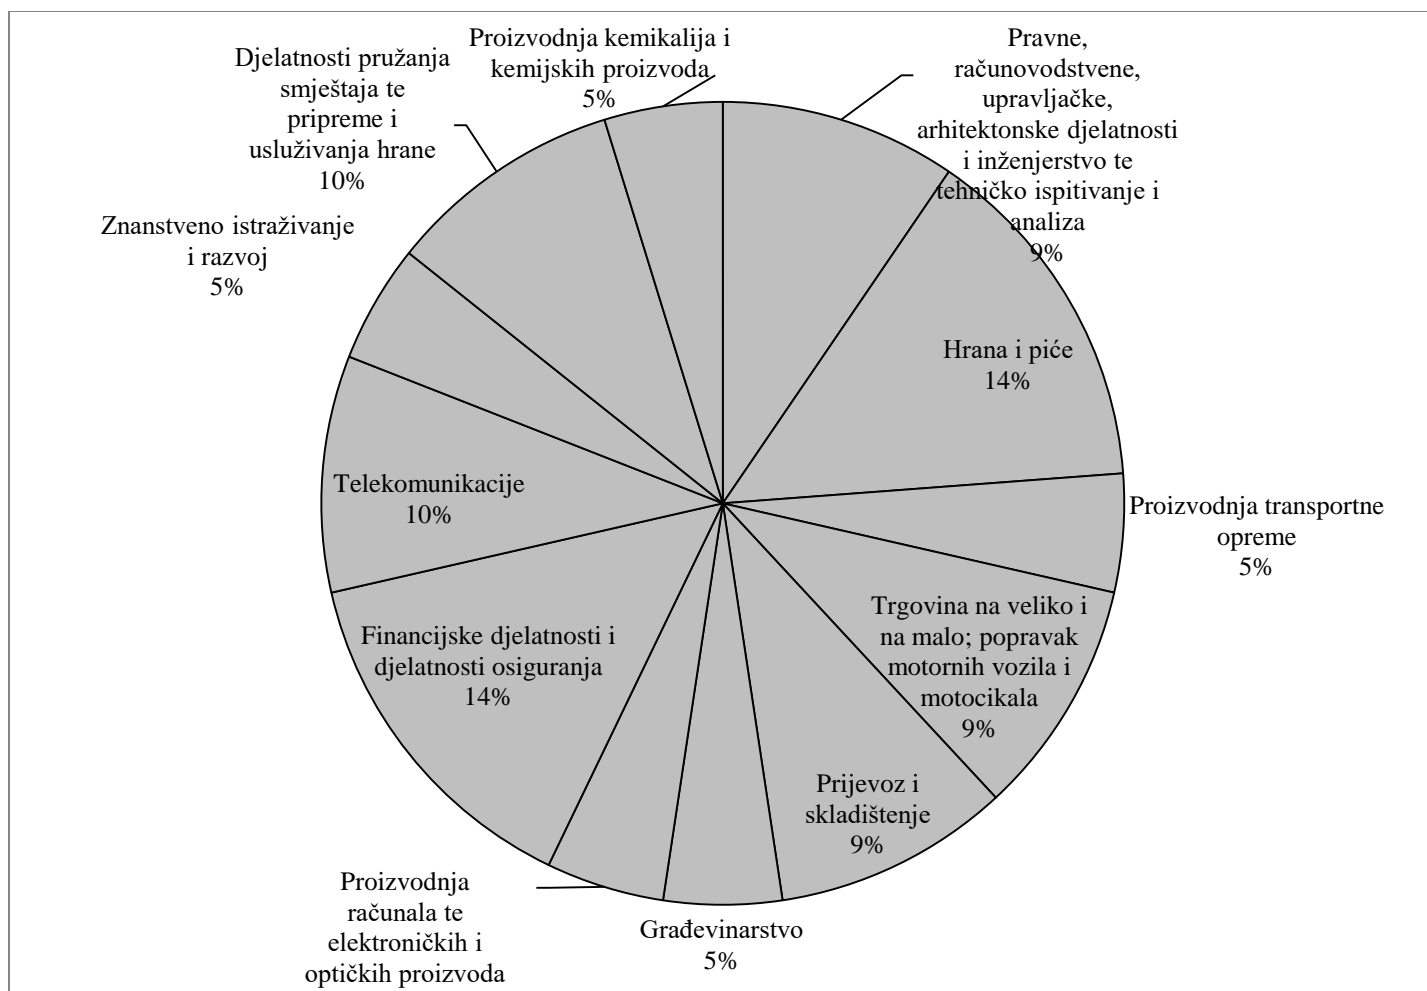 Proizvodnja kemikalija i
kemijskih proizvoda
5%
Pravne,
računovodstvene,
upravljačke,
arhitektonske djelatnosti
i inženjerstvo te
tehničko ispitivanje i
analiza
9%
Hrana i piće
14%
Proizvodnja transportne
opreme
5%
Trgovina na veliko i
na malo; popravak
motornih vozila i
motocikala
9%
Prijevoz i
skladištenje
9%
Građevinarstvo
5%
Proizvodnja
računala te
elektroničkih i
optičkih proizvoda
Financijske djelatnosti i
djelatnosti osiguranja
14%
Telekomunikacije
10%
Znanstveno istraživanje
i razvoj
5%
Djelatnosti pružanja
smještaja te
pripreme i
usluživanja hrane
10%